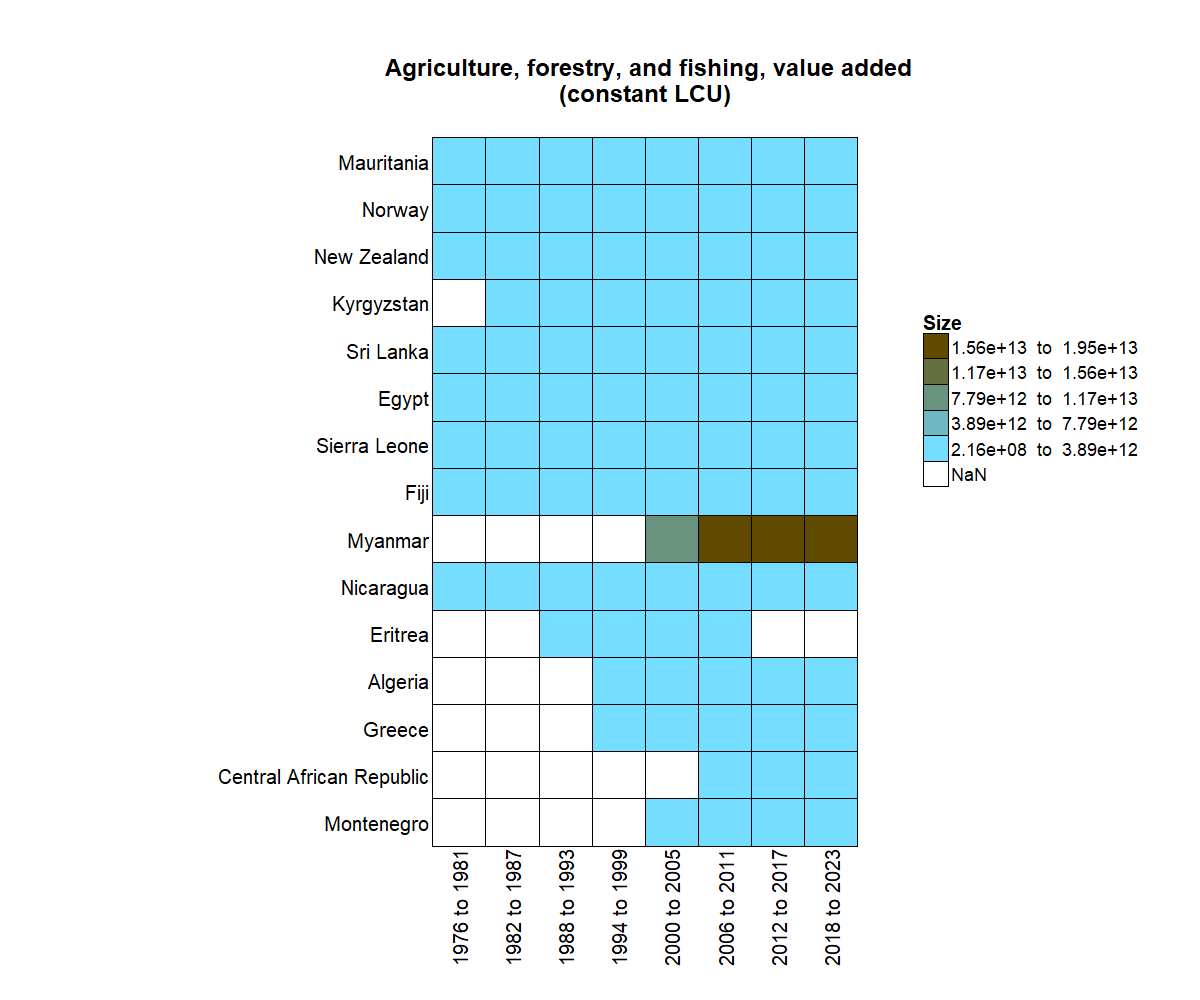 Agriculture, forestry, and fishing, value added
(constant LCU)
Mauritania
Norway
New Zealand
Kyrgyzstan
Sri Lanka
Egypt
Sierra Leone
Fiji
Myanmar
Nicaragua
Eritrea
Algeria
Greece
Central African Republic
Montenegro
1976 to 1981
1982 to 1987
1988 to 1993
1994 to 1999
2000 to 2005
2006 to 2011
2012 to 2017
2018 to 2023
Size
1.56e+13 to 1.95e+13
1.17e+13 to 1.56e+13
7.79e+12 to 1.17e+13
3.89e+12 to 7.79e+12
2.16e+08 to 3.89e+12
NaN